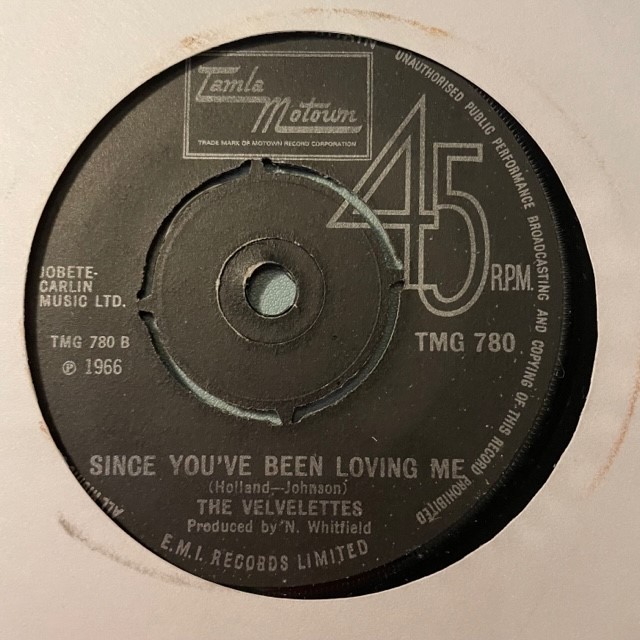 Tamla
Motown
TRADE MARK OF MOTOWN RECORD CORPORATION
UNAUTHORISED PUBLIC PERFORMANCE BROADCASTING AND COPYING OF THIS RECORD PROHIBITED
45
R.P.M.
JOBETE-
CARLIN
MUSIC LTD.
TMG 780 B
℗ 1966
TMG 780
SINCE YOU'VE BEEN LOVING ME
(Holland—Johnson)
THE VELVELETTES
Produced by N. Whitfield
E.M.I. RECORDS LIMITED
ALL